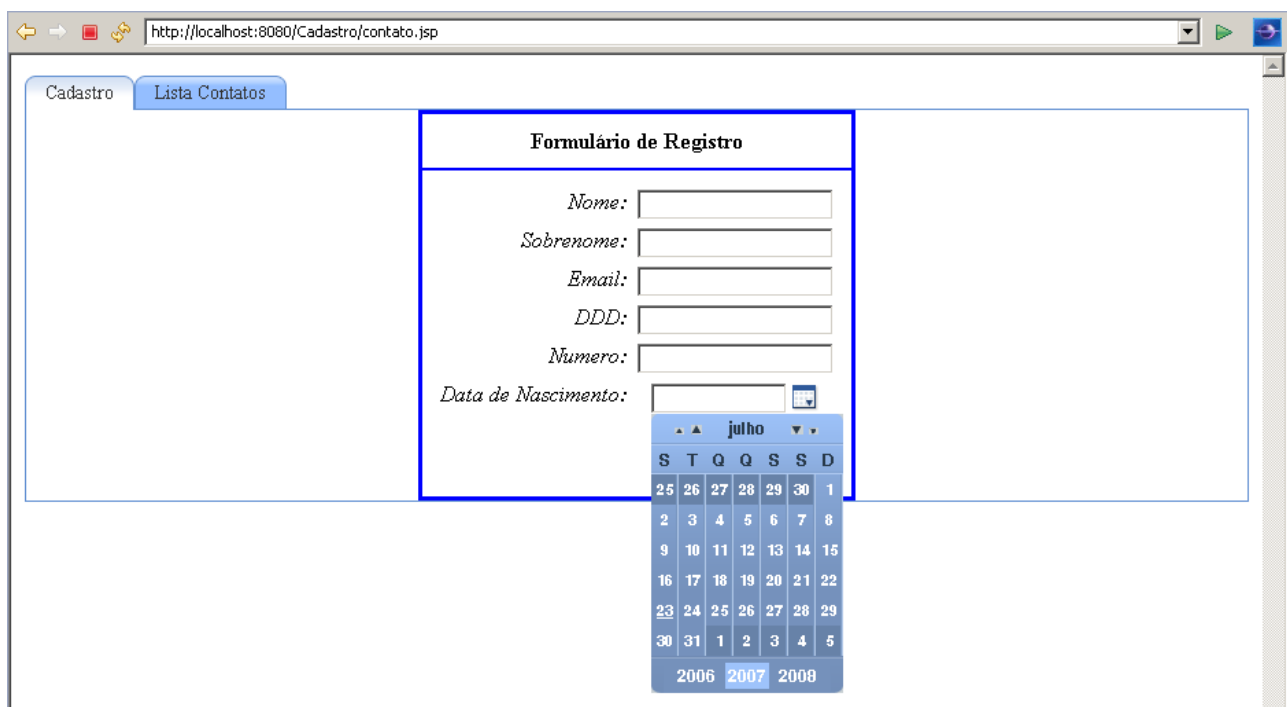 http://localhost:8080/Cadastro/contato.jsp
Cadastro Lista Contatos
Formulário de Registro
Nome:
Sobrenome:
Email:
DDD:
Numero:
Data de Nascimento:
julho
S T Q Q S S D
25 26 27 28 29 30 1
2 3 4 5 6 7 8
9 10 11 12 13 14 15
16 17 18 19 20 21 22
23 24 25 26 27 28 29
30 31 1 2 3 4 5
2006 2007 2008